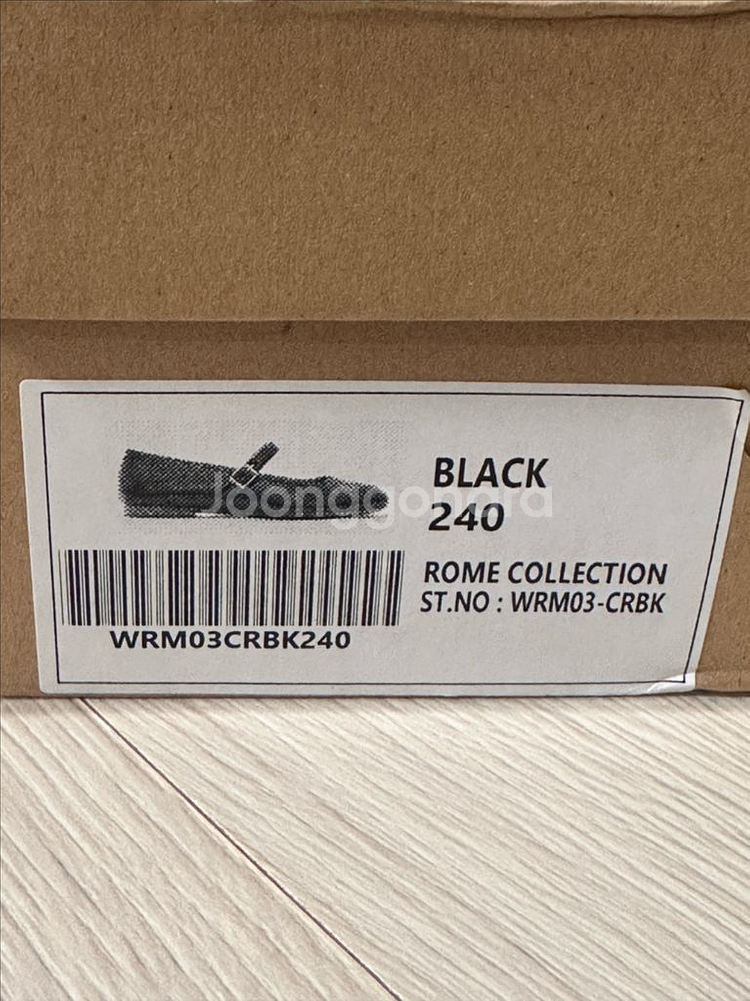 BLACK
240
Joonggonara
ROME COLLECTION
ST.NO : WRM03-CRBK
WRM03CRBK240